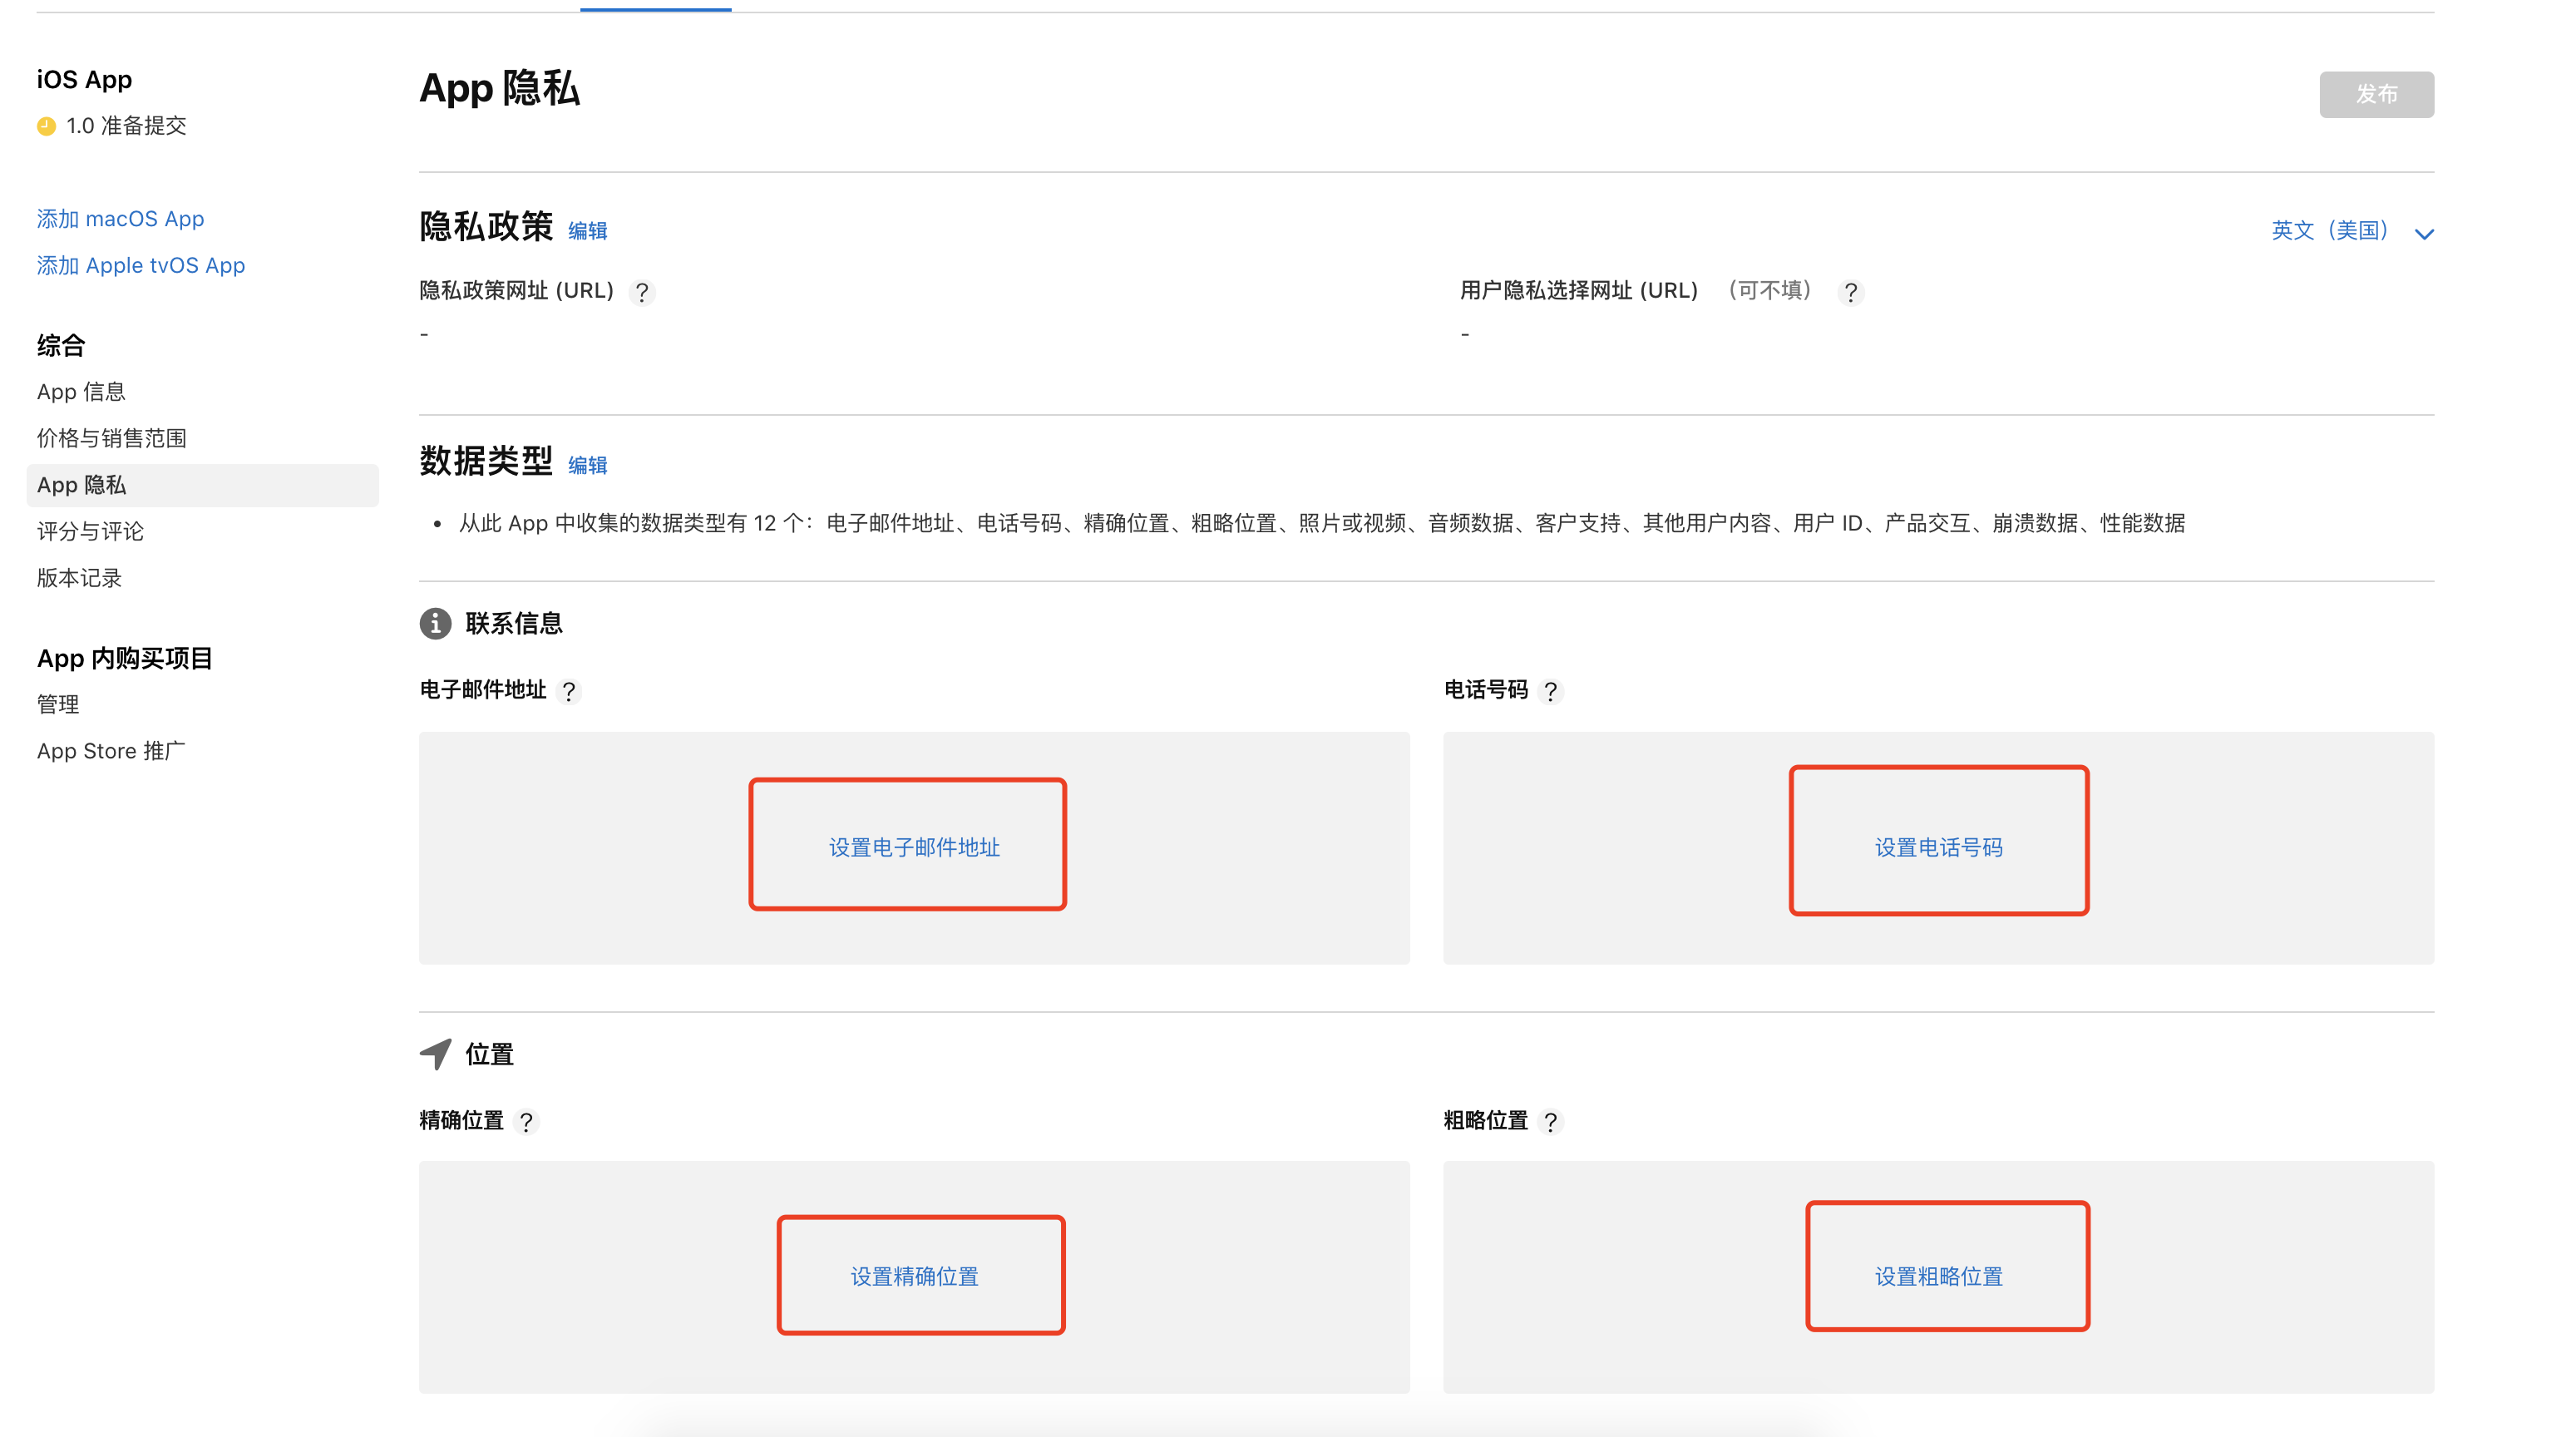 iOS App
1.0 准备提交
添加 macOS App
添加 Apple tvOS App
综合
App 信息
价格与销售范围
App 隐私
评分与评论
版本记录
App 内购买项目
管理
App Store 推广
App 隐私
发布
隐私政策 编辑
英文（美国）
隐私政策网址 (URL) ?
用户隐私选择网址 (URL) （可不填） ?
-
-
数据类型 编辑
• 从此 App 中收集的数据类型有 12 个：电子邮件地址、电话号码、精确位置、粗略位置、照片或视频、音频数据、客户支持、其他用户内容、用户 ID、产品交互、崩溃数据、性能数据
联系信息
电子邮件地址 ?
电话号码 ?
设置电子邮件地址
设置电话号码
位置
精确位置 ?
粗略位置 ?
设置精确位置
设置粗略位置